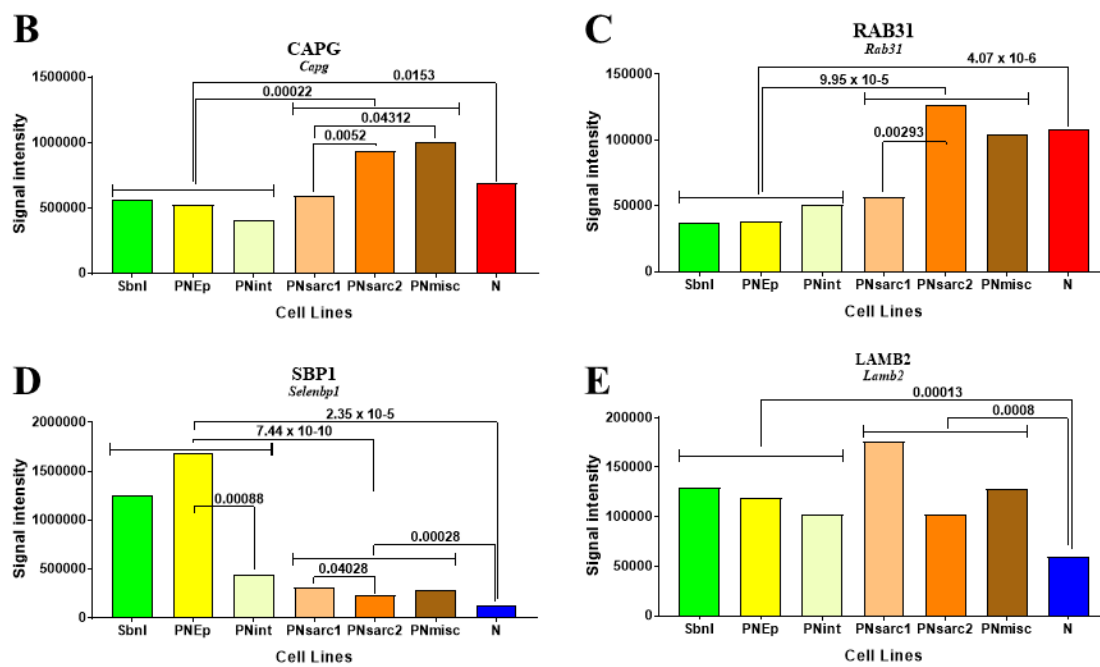 B
CAPG
Capg
Signal intensity
1500000
1000000
500000
0
0.0153
0.00022
0.04312
0.0052
SbnI PNEp PNint PNsarc1 PNsarc2 PNmisc N
Cell Lines
C
RAB31
Rab31
Signal intensity
150000
100000
50000
0
4.07 x 10-6
9.95 x 10-5
0.00293
SbnI PNEp PNint PNsarc1 PNsarc2 PNmisc N
Cell Lines
D
SBP1
Selenbp1
Signal intensity
2000000
1500000
1000000
500000
0
2.35 x 10-5
7.44 x 10-10
0.00088
0.00028
0.04028
SbnI PNEp PNint PNsarc1 PNsarc2 PNmisc N
Cell Lines
E
LAMB2
Lamb2
Signal intensity
200000
150000
100000
50000
0
0.00013
0.0008
SbnI PNEp PNint PNsarc1 PNsarc2 PNmisc N
Cell Lines